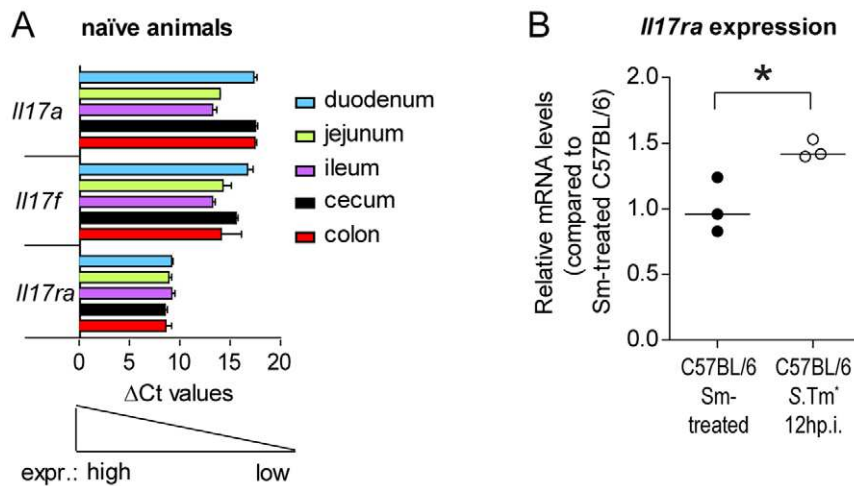 A
naïve animals
Il17a
Il17f
Il17ra
duodenum
jejunum
ileum
cecum
colon
0 5 10 15 20
ΔCt values
expr.: high low
B
Il17ra expression
Relative mRNA levels
(compared to
Sm-treated C57BL/6)
2.0
1.5
1.0
0.5
0.0
*
C57BL/6
Sm-
treated
C57BL/6
S.Tm*
12hp.i.